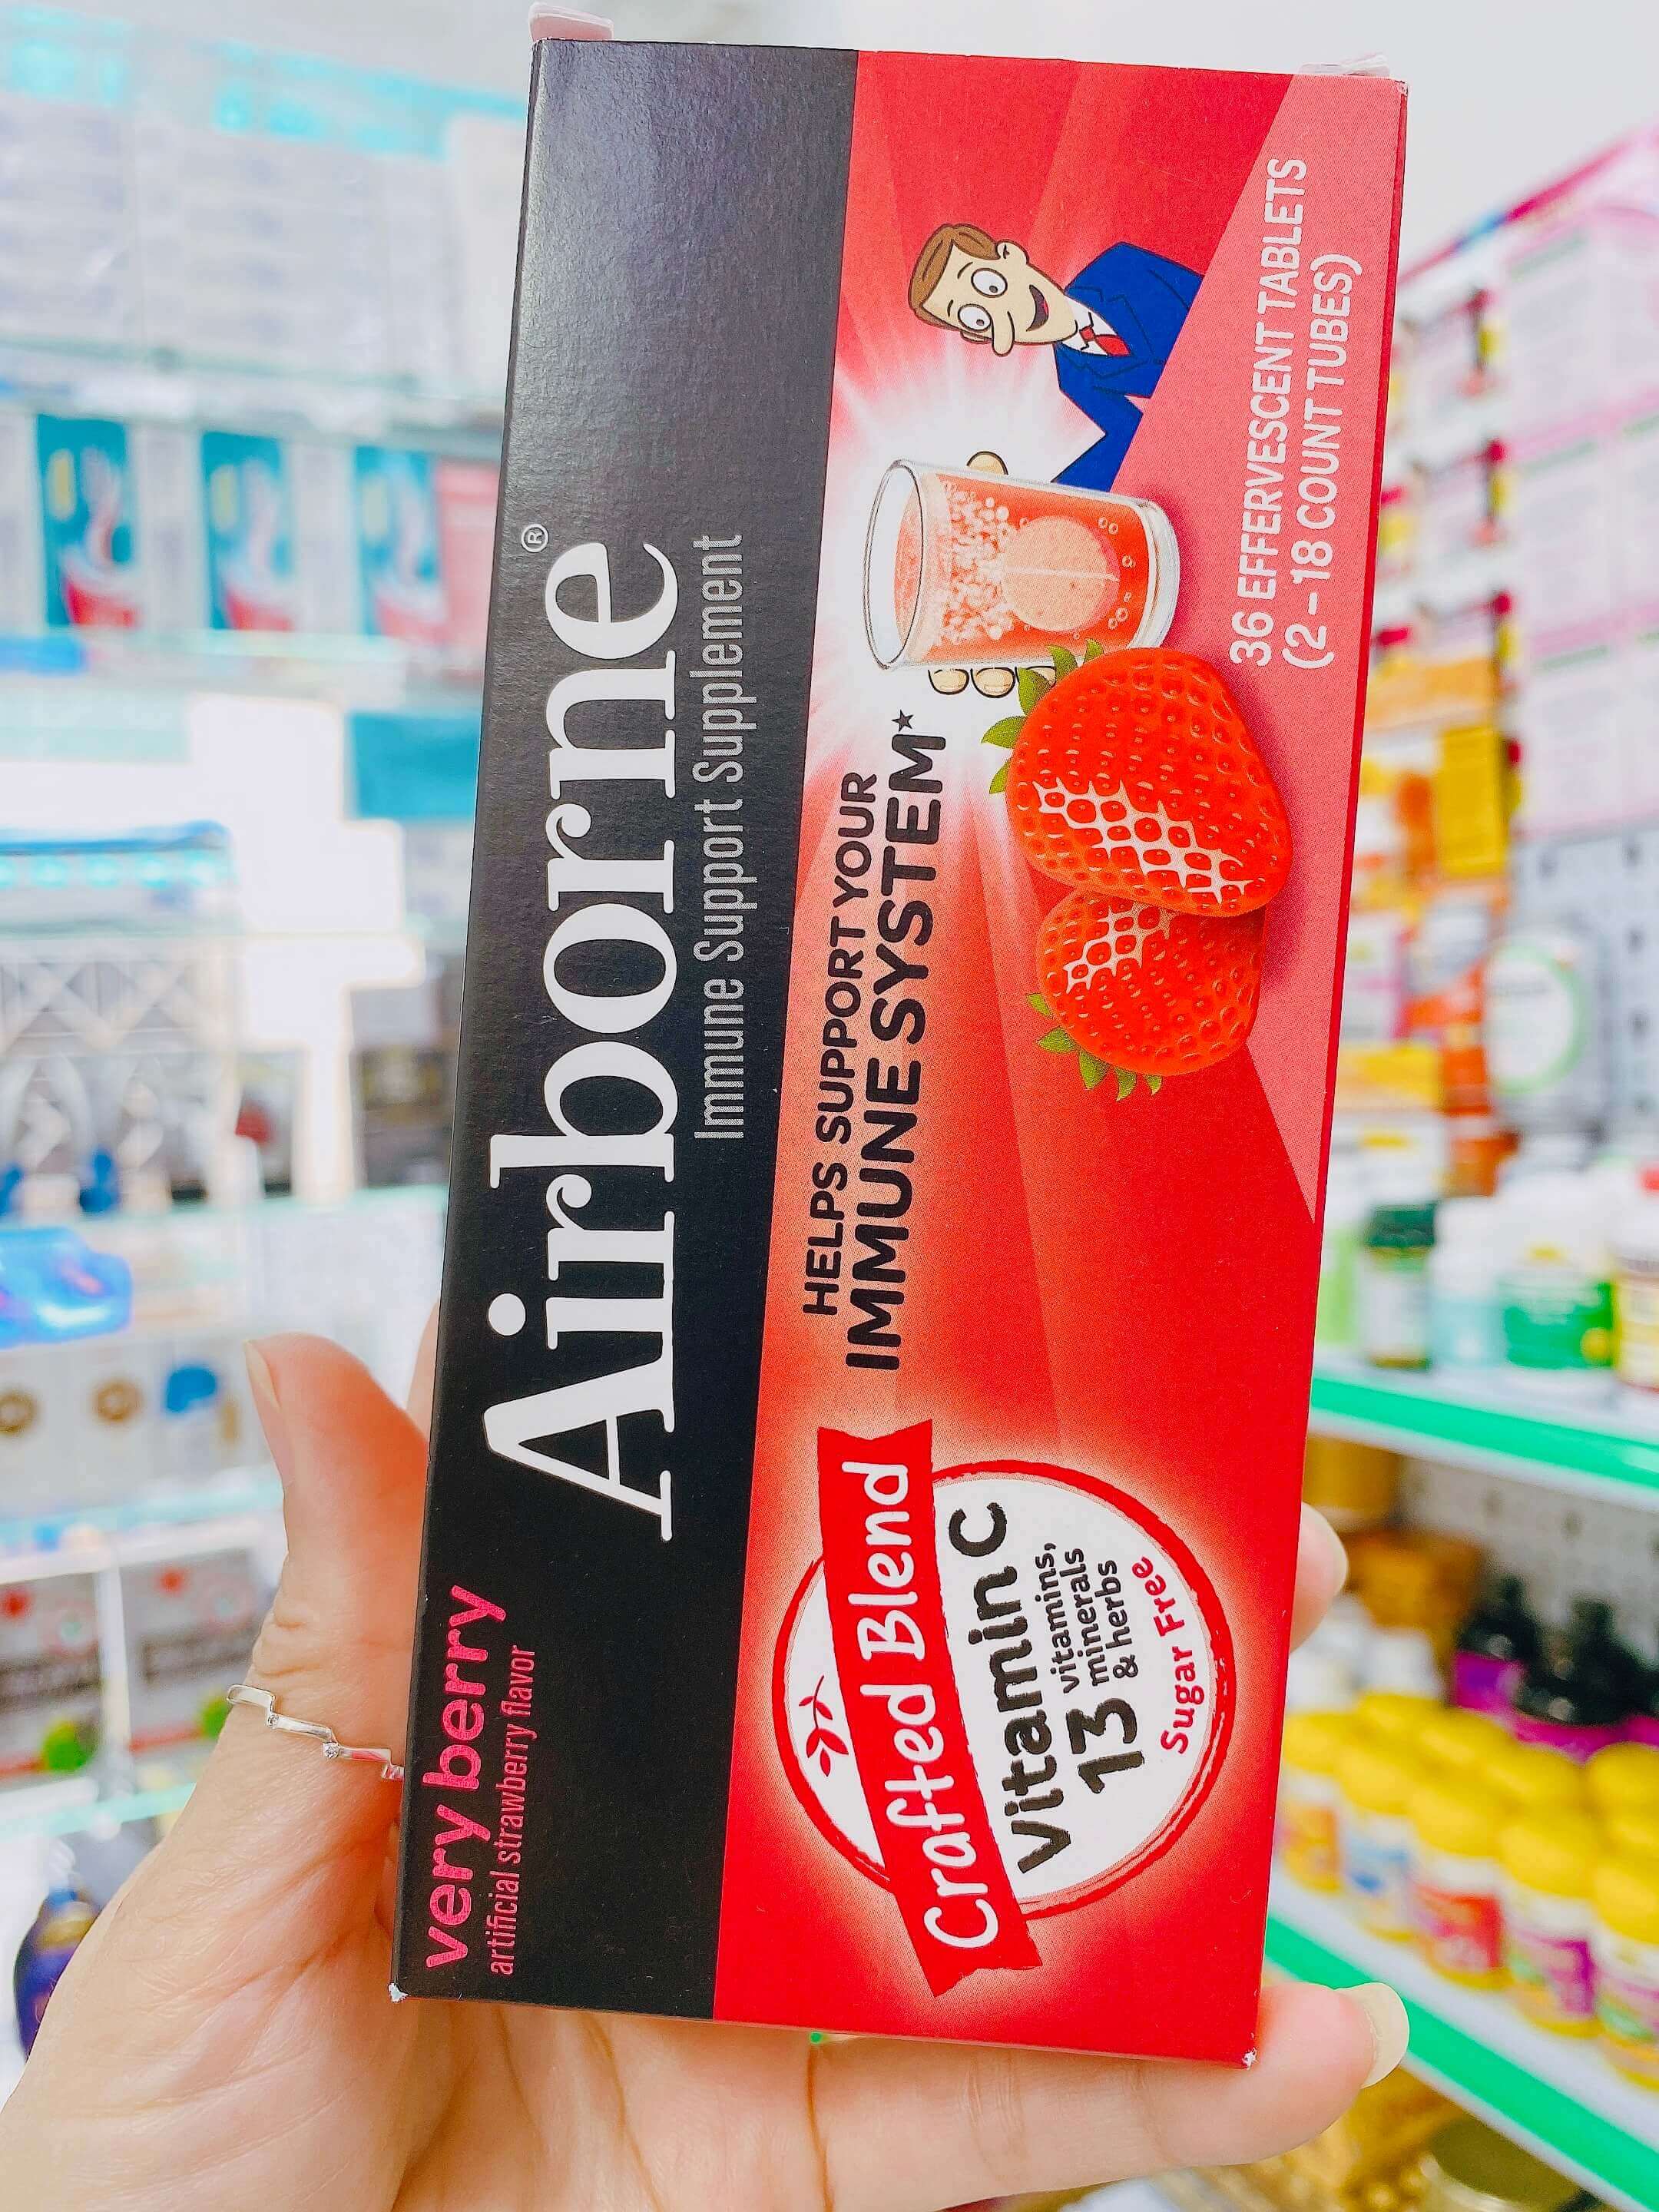 very berry
artificial strawberry flavor
Airborne®
Immune Support Supplement
HELPS SUPPORT YOUR
IMMUNE SYSTEM*
Crafted Blend
Vitamin C
13 vitamins,
minerals
& herbs
Sugar Free
36 EFFERVESCENT TABLETS
(2 – 18 COUNT TUBES)